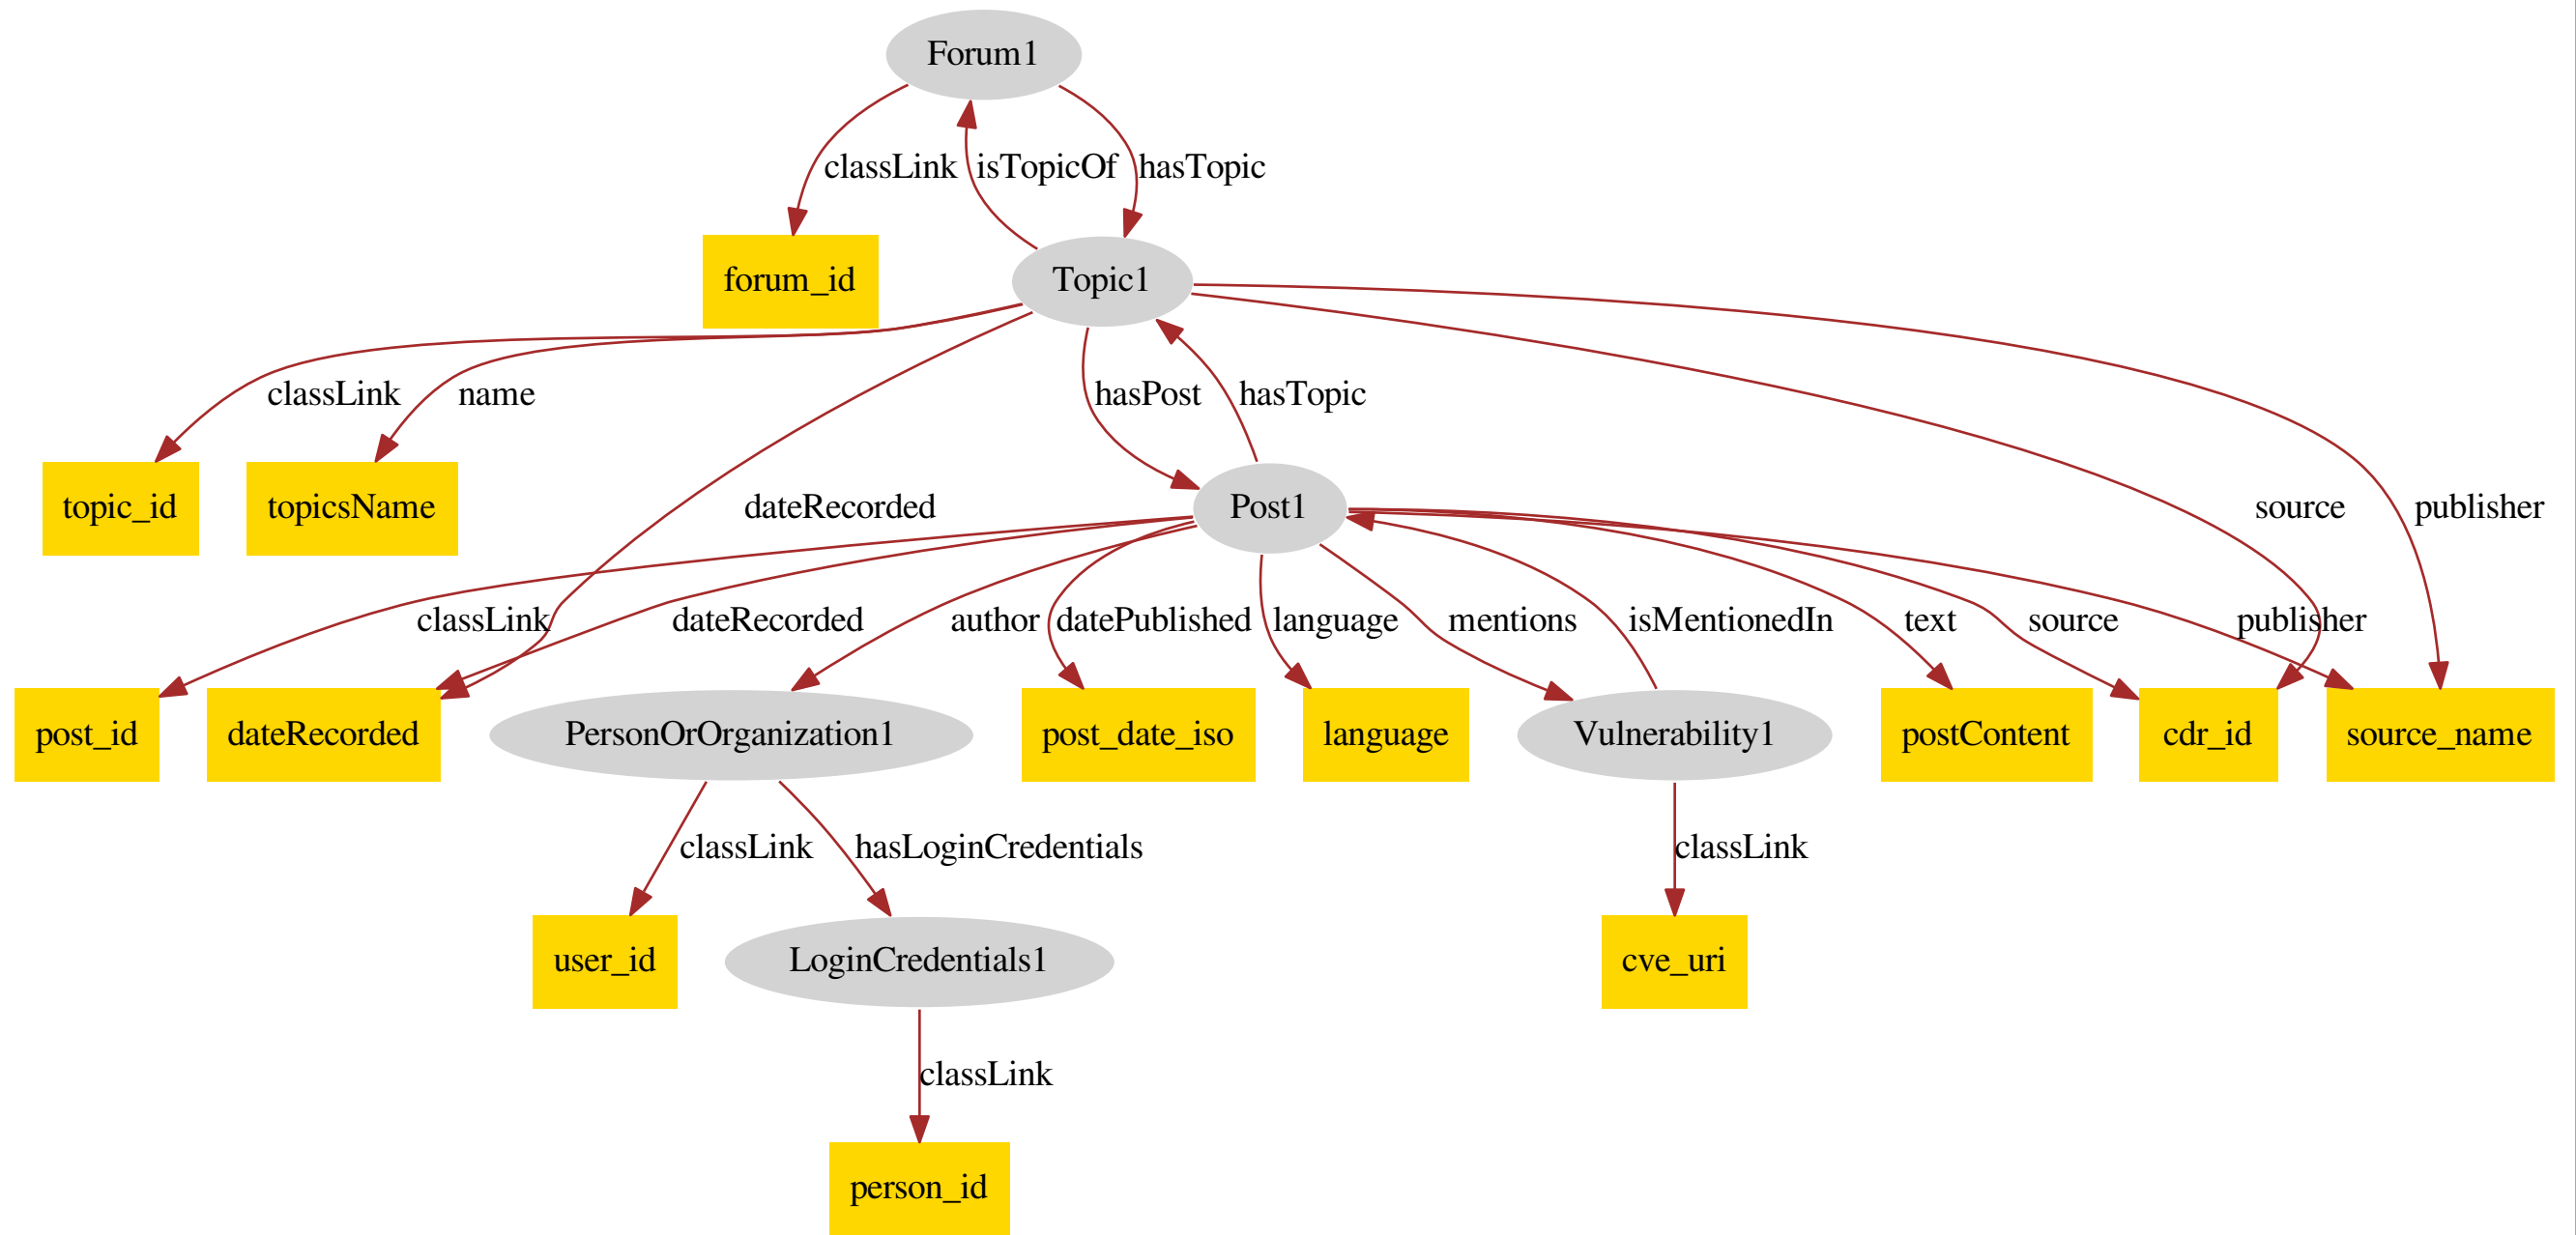 Forum1
classLink
isTopicOf
hasTopic
forum_id
Topic1
classLink
name
hasPost
hasTopic
topic_id
topicsName
dateRecorded
Post1
source
publisher
classLink
dateRecorded
author
datePublished
language
mentions
isMentionedIn
text
source
publisher
post_id
dateRecorded
PersonOrOrganization1
post_date_iso
language
Vulnerability1
postContent
cdr_id
source_name
classLink
hasLoginCredentials
classLink
user_id
LoginCredentials1
cve_uri
classLink
person_id